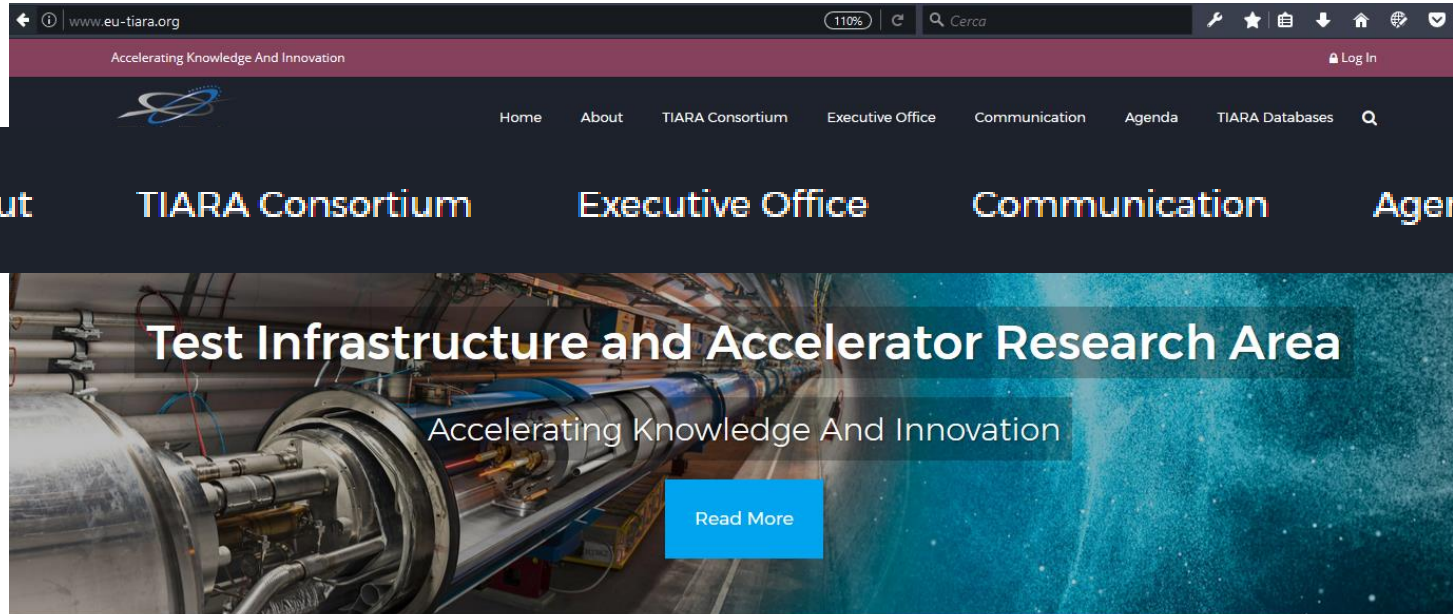 www.eu-tiara.org 110% Cerca
Accelerating Knowledge And Innovation Log In
Home About TIARA Consortium Executive Office Communication Agenda TIARA Databases
ut TIARA Consortium Executive Office Communication Agen
Test Infrastructure and Accelerator Research Area
Accelerating Knowledge And Innovation
Read More